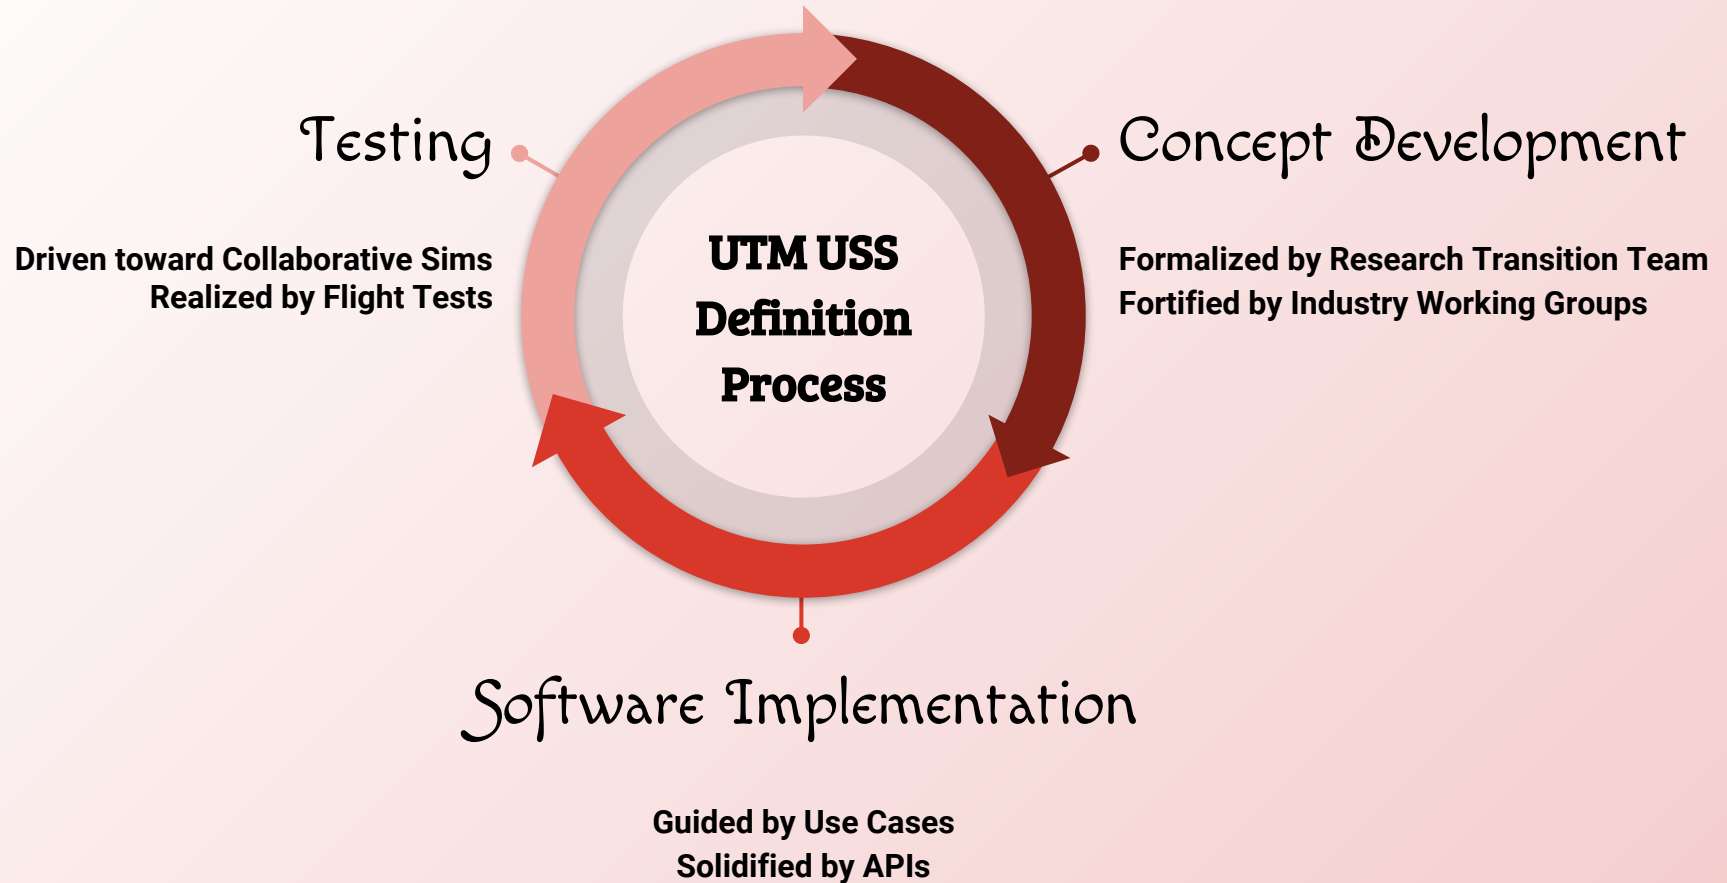 Testing
Driven toward Collaborative Sims
Realized by Flight Tests
UTM USS
Definition
Process
Concept Development
Formalized by Research Transition Team
Fortified by Industry Working Groups
Software Implementation
Guided by Use Cases
Solidified by APIs